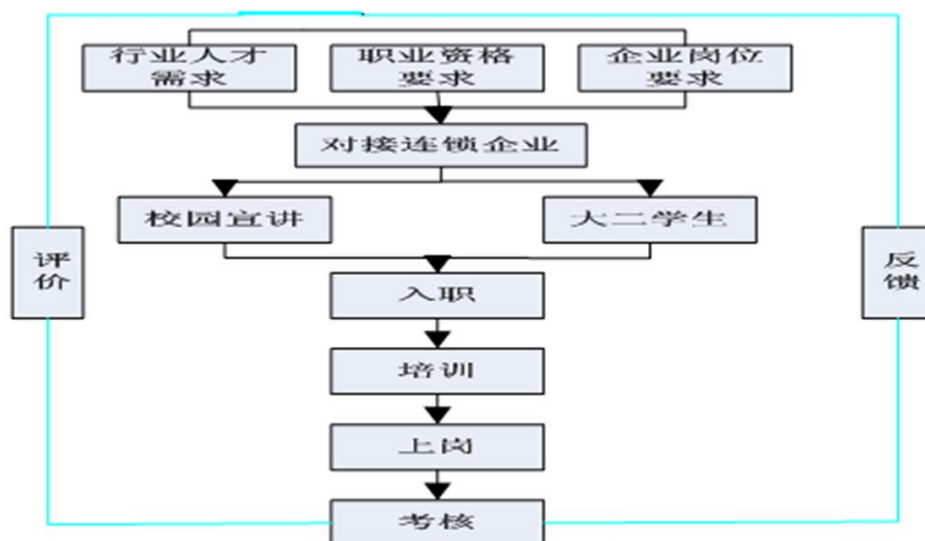 行业人才
需求
职业资格
要求
企业岗位
要求
对接连锁企业
校园宣讲
大二学生
评
价
反
馈
入职
培训
上岗
考核